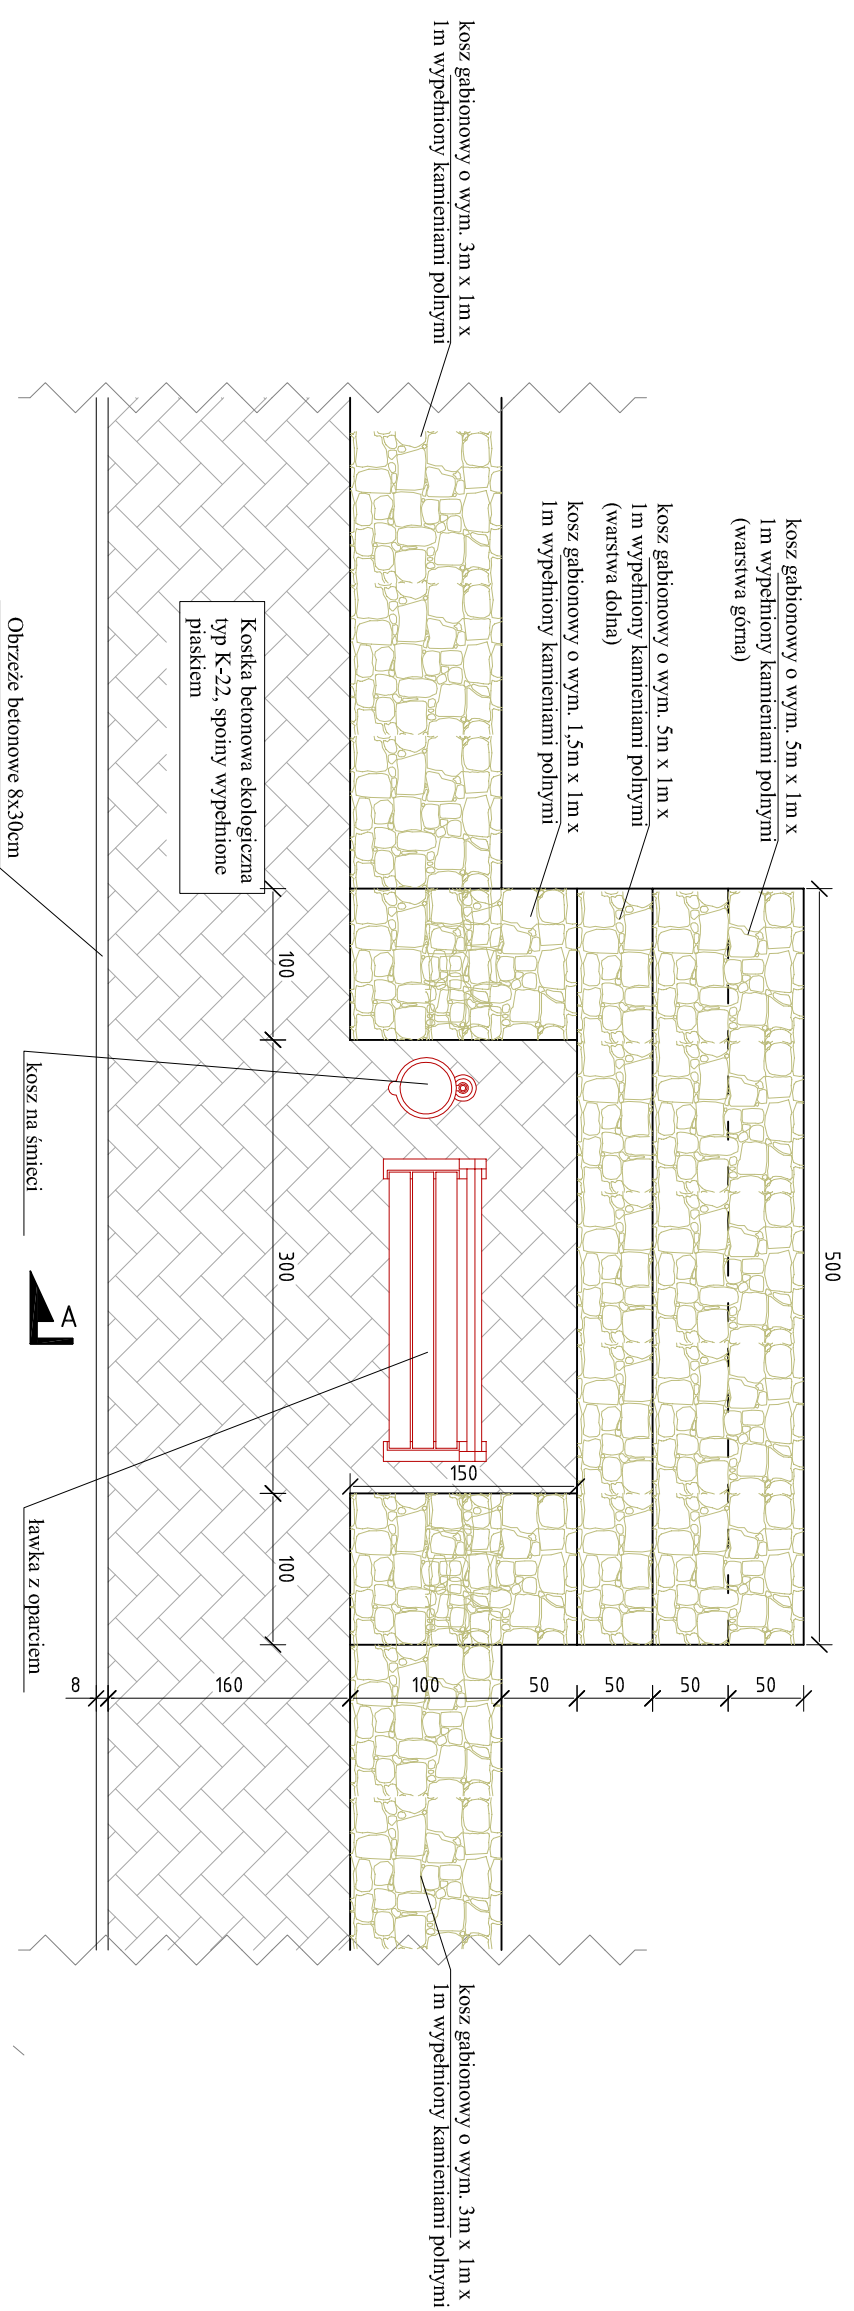 kosz gabionowy o wym. 5m x 1m x
1m wypełniony kamieniami polnymi
(warstwa górna)
kosz gabionowy o wym. 5m x 1m x
1m wypełniony kamieniami polnymi
(warstwa dolna)
kosz gabionowy o wym. 1,5m x 1m x
1m wypełniony kamieniami polnymi
kosz gabionowy o wym. 3m x 1m x
1m wypełniony kamieniami polnymi
kosz gabionowy o wym. 3m x 1m x
1m wypełniony kamieniami polnymi
Kostka betonowa ekologiczna
typ K-22, spoiny wypełnione
piaskiem
Obrzeże betonowe 8x30cm
kosz na śmieci
A
ławka z oparciem
500
100
300
100
150
8
160
100
50
50
50
50